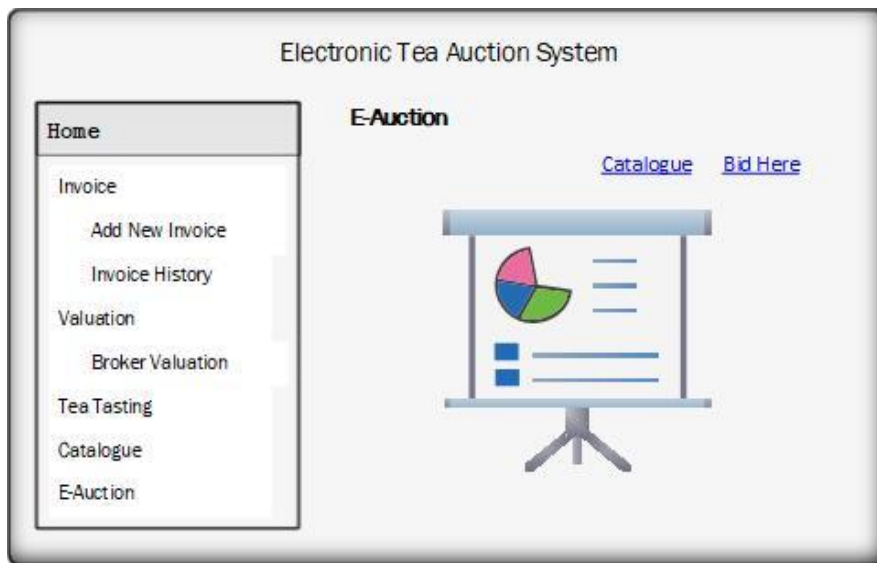 Electronic Tea Auction System
Home
Invoice
Add New Invoice
Invoice History
Valuation
Broker Valuation
Tea Tasting
Catalogue
E-Auction
E-Auction
Catalogue Bid Here